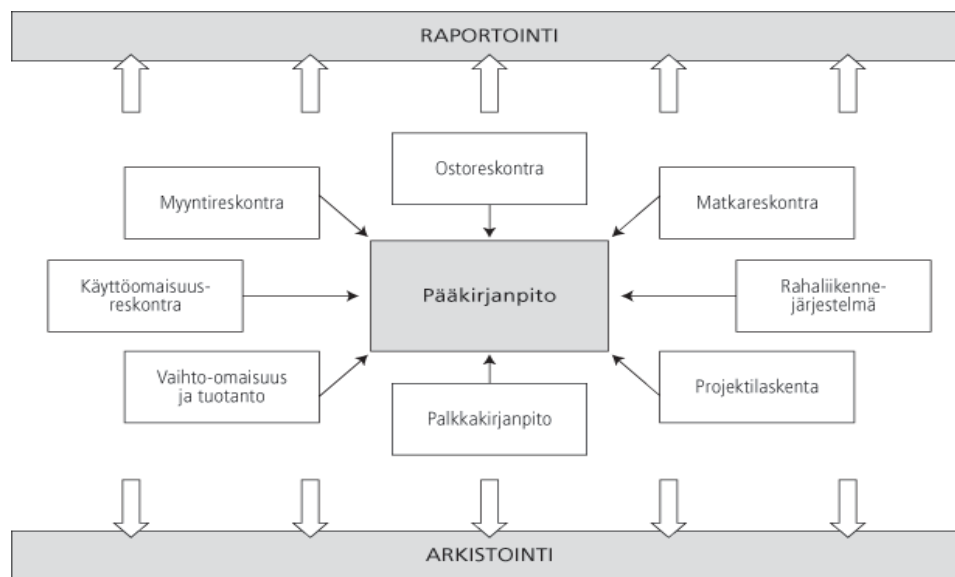 RAPORTOINTI
Ostoreskontra
Myyntireskontra
Matkareskontra
Käyttöomaisuus-
reskontra
Pääkirjanpito
Rahaliikenne-
järjestelmä
Vaihto-omaisuus
ja tuotanto
Palkkakirjanpito
Projektilaskenta
ARKISTOINTI